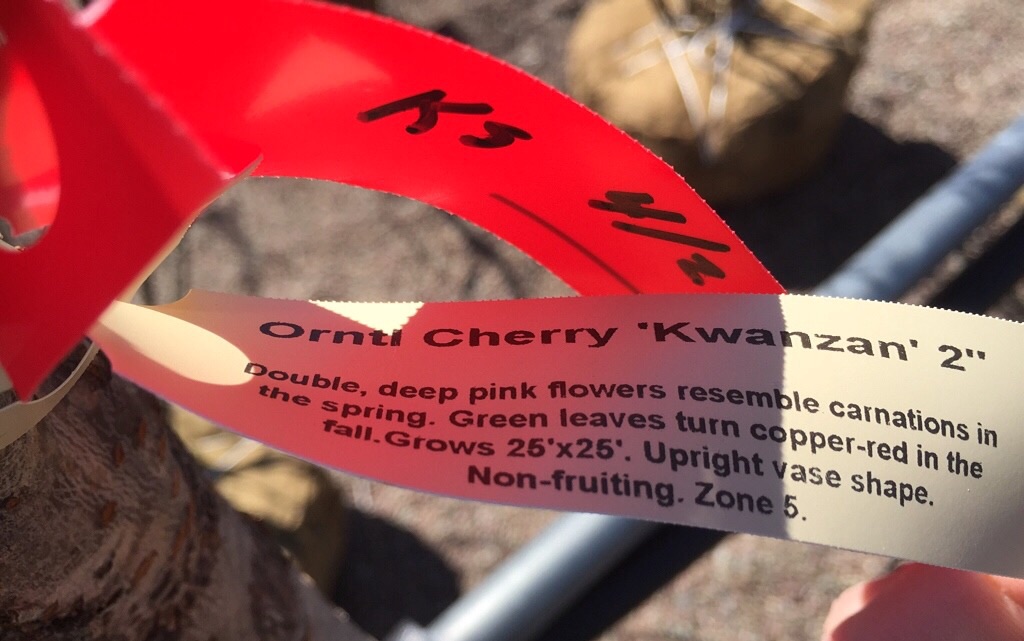 Ks
4/2
Orntl Cherry 'Kwanzan' 2"
Double, deep pink flowers resemble carnations in
the spring. Green leaves turn copper-red in the
fall.Grows 25'x25'. Upright vase shape.
Non-fruiting. Zone 5.